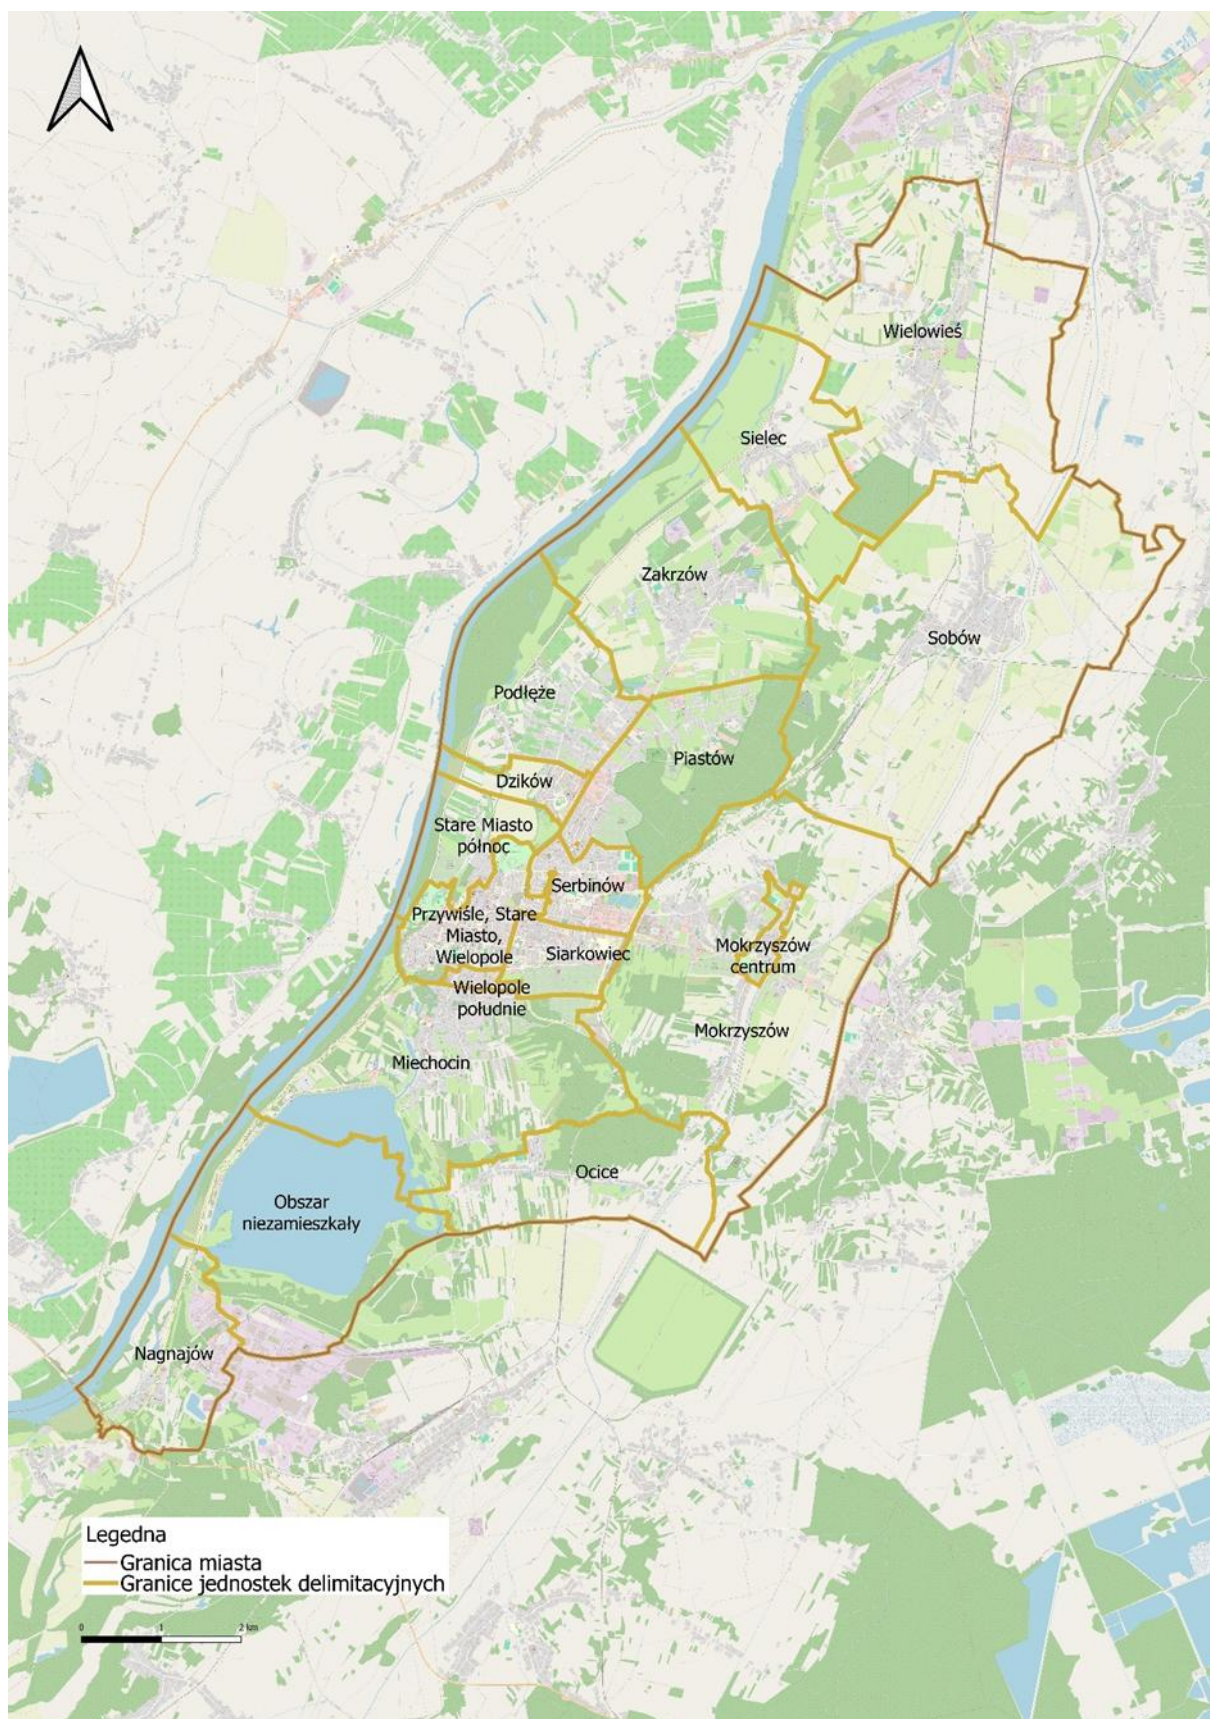 Wielowieś
Sielec
Zakrzów
Sobów
Podłęże
Piastów
Dzików
Stare Miasto
północ
Serbinów
Przywiśle, Stare
Miasto,
Wielopole
Siarkowiec
Mokrzyszów
centrum
Wielopole
południe
Mokrzyszów
Miechocin
Ocice
Obszar
niezamieszkały
Nagnajów
Legedna
Granica miasta
Granice jednostek delimitacyjnych
0 1 2 km